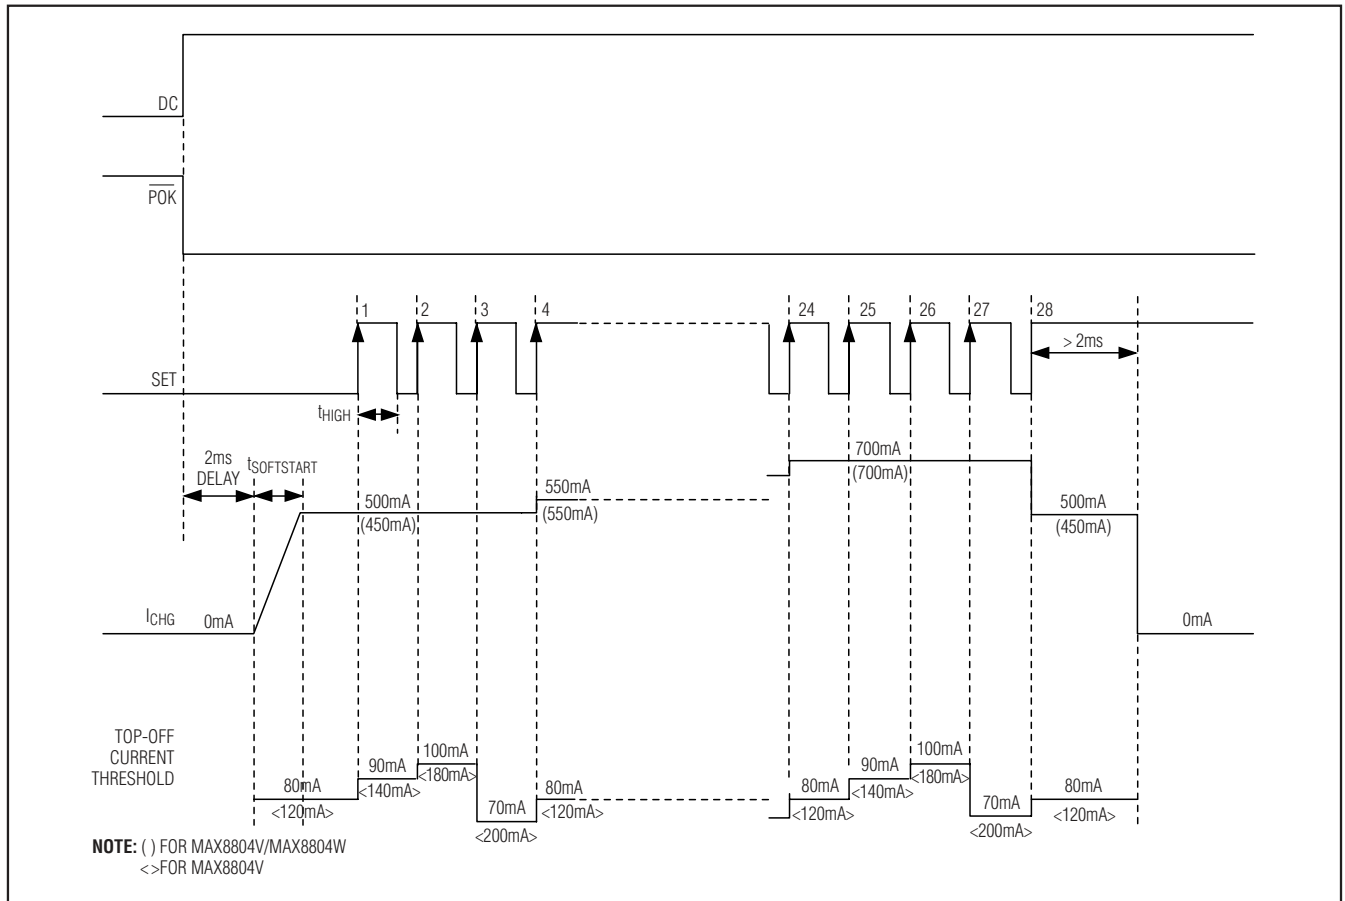 DC
POK
1
2
3
4
24
25
26
27
28
> 2ms
SET
tHIGH
2ms
DELAY
tSOFTSTART
700mA
(700mA)
500mA
(450mA)
550mA
(550mA)
500mA
(450mA)
ICHG
0mA
0mA
TOP-OFF
CURRENT
THRESHOLD
80mA
<120mA>
90mA
<140mA>
100mA
<180mA>
70mA
<200mA>
80mA
<120mA>
80mA
<120mA>
90mA
<140mA>
100mA
<180mA>
70mA
<200mA>
80mA
<120mA>
NOTE: ( ) FOR MAX8804V/MAX8804W
<>FOR MAX8804V